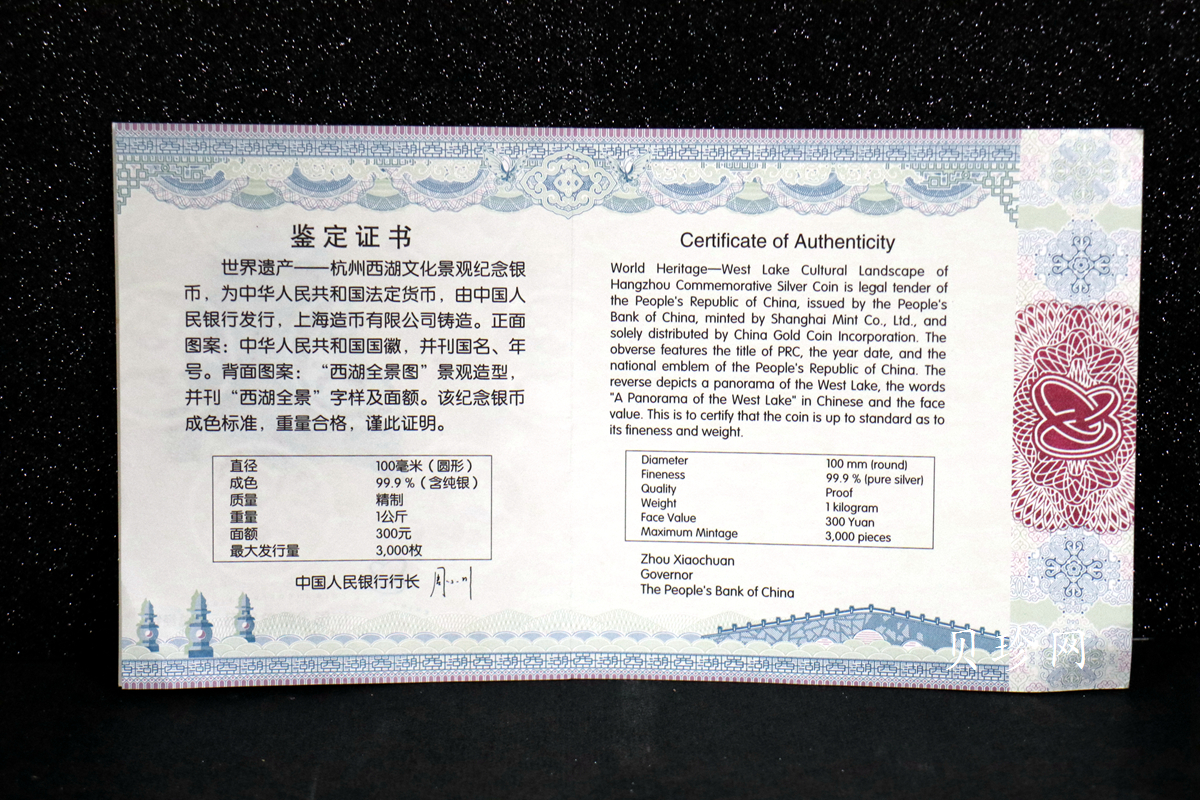 鉴定证书
世界遗产——杭州西湖文化景观纪念银
币，为中华人民共和国法定货币，由中国人
民银行发行，上海造币有限公司铸造。正面
图案：中华人民共和国国徽，并刊国名、年
号。背面图案：“西湖全景图”景观造型，
并刊“西湖全景”字样及面额。该纪念银币
成色标准，重量合格，谨此证明。
直径 100毫米（圆形）
成色 99.9％（含纯银）
质量 精制
重量 1公斤
面额 300元
最大发行量 3,000枚
中国人民银行行长
Certificate of Authenticity
World Heritage—West Lake Cultural Landscape of
Hangzhou Commemorative Silver Coin is legal tender of
the People's Republic of China, issued by the People's
Bank of China, minted by Shanghai Mint Co., Ltd., and
solely distributed by China Gold Coin Incorporation. The
obverse features the title of PRC, the year date, and the
national emblem of the People's Republic of China. The
reverse depicts a panorama of the West Lake, the words
"A Panorama of the West Lake" in Chinese and the face
value. This is to certify that the coin is up to standard as to
its fineness and weight.
Diameter 100 mm (round)
Fineness 99.9 % (pure silver)
Quality Proof
Weight 1 kilogram
Face Value 300 Yuan
Maximum Mintage 3,000 pieces
Zhou Xiaochuan
Governor
The People's Bank of China